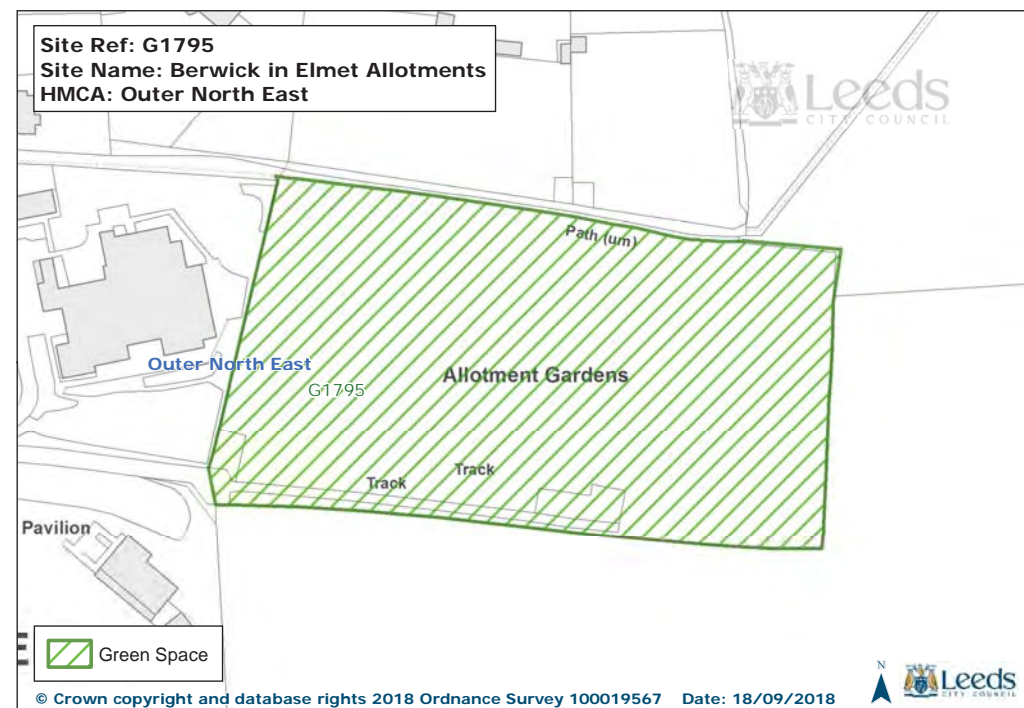 Site Ref: G1795
Site Name: Berwick in Elmet Allotments
HMCA: Outer North East
Leeds
CITY COUNCIL
Path (um)
Outer North East
Allotment Gardens
G1795
Track
Track
Pavilion
E
Green Space
N
Leeds
CITY COUNCIL
© Crown copyright and database rights 2018 Ordnance Survey 100019567 Date: 18/09/2018